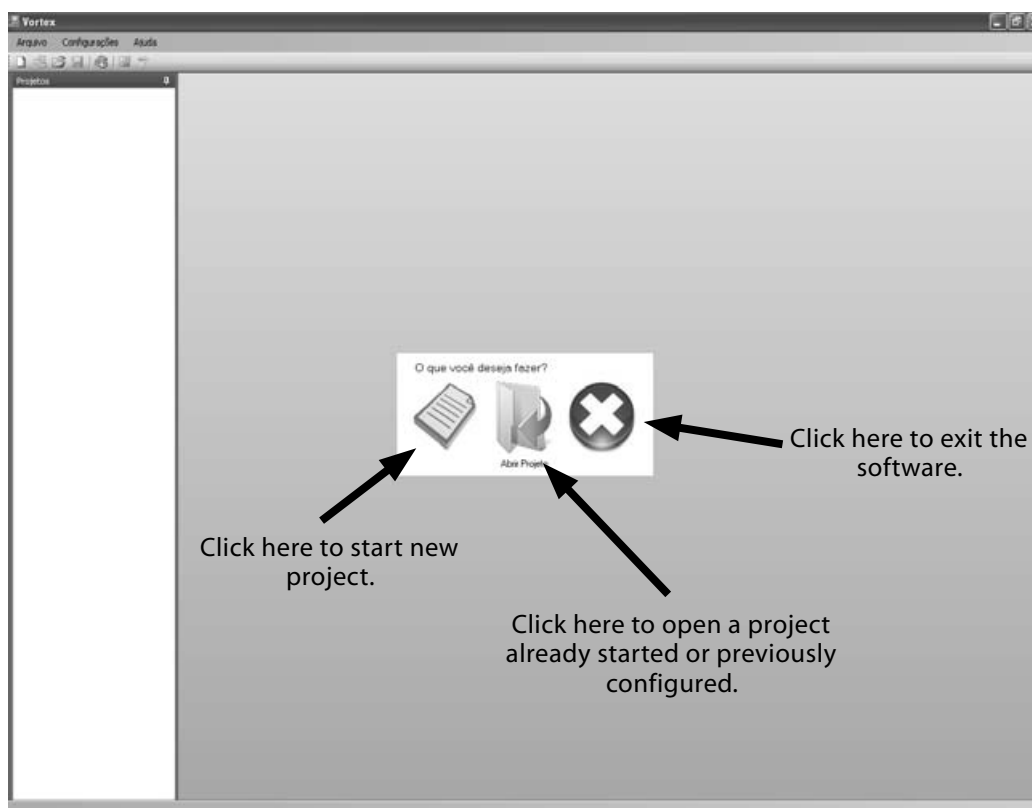 Vortex
Arquivo Configurações Ajuda
Projetos
O que você deseja fazer?
Abrir Projeto
Click here to exit the
software.
Click here to start new
project.
Click here to open a project
already started or previously
configured.